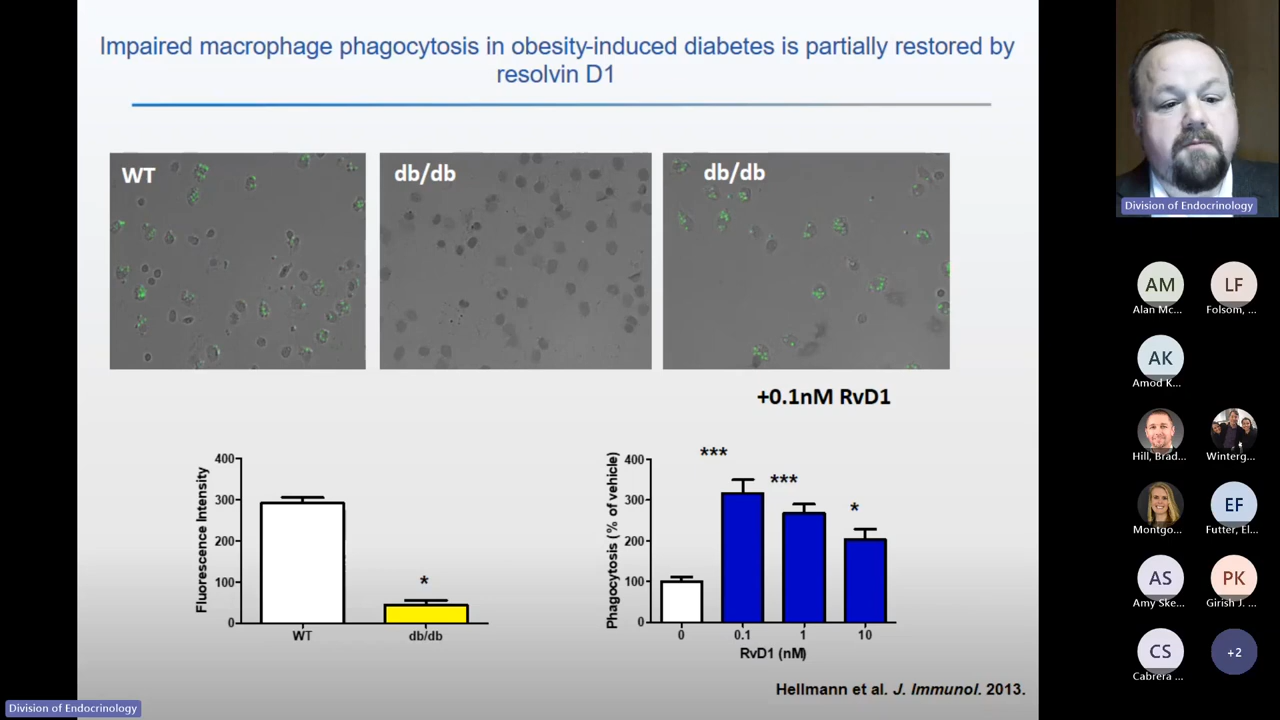 Impaired macrophage phagocytosis in obesity-induced diabetes is partially restored by
resolvin D1
WT
db/db
db/db
+0.1nM RvD1
Fluorescence Intensity
400
300
200
100
0
*
WT
db/db
Phagocytosis (% of vehicle)
400
300
200
100
0
***
***
*
0
0.1
1
10
RvD1 (nM)
Hellmann et al. J. Immunol. 2013.
Division of Endocrinology
Division of Endocrinology
AM
Alan Mc...
LF
Folsom, ...
AK
Amod K...
Hill, Brad...
Winterg...
Montgo...
EF
Futter, El...
AS
Amy Ske...
PK
Girish J. ...
CS
Cabrera ...
+2